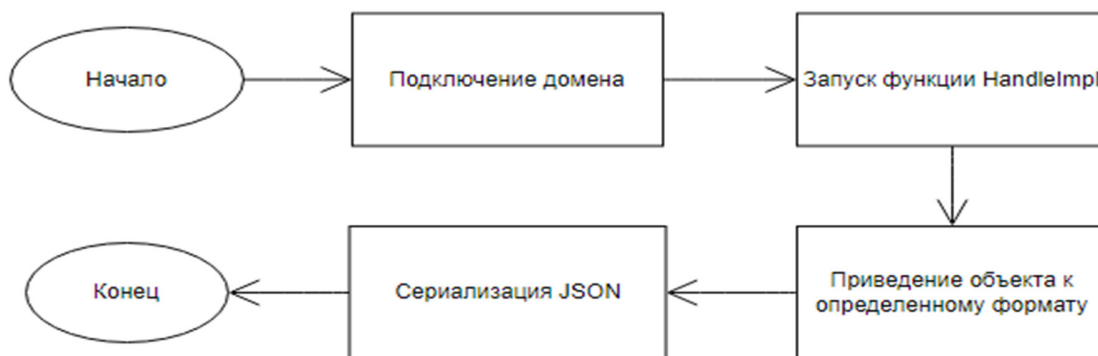 Начало
Подключение домена
Запуск функции HandleImpl
Приведение объекта к
определенному формату
Сериализация JSON
Конец